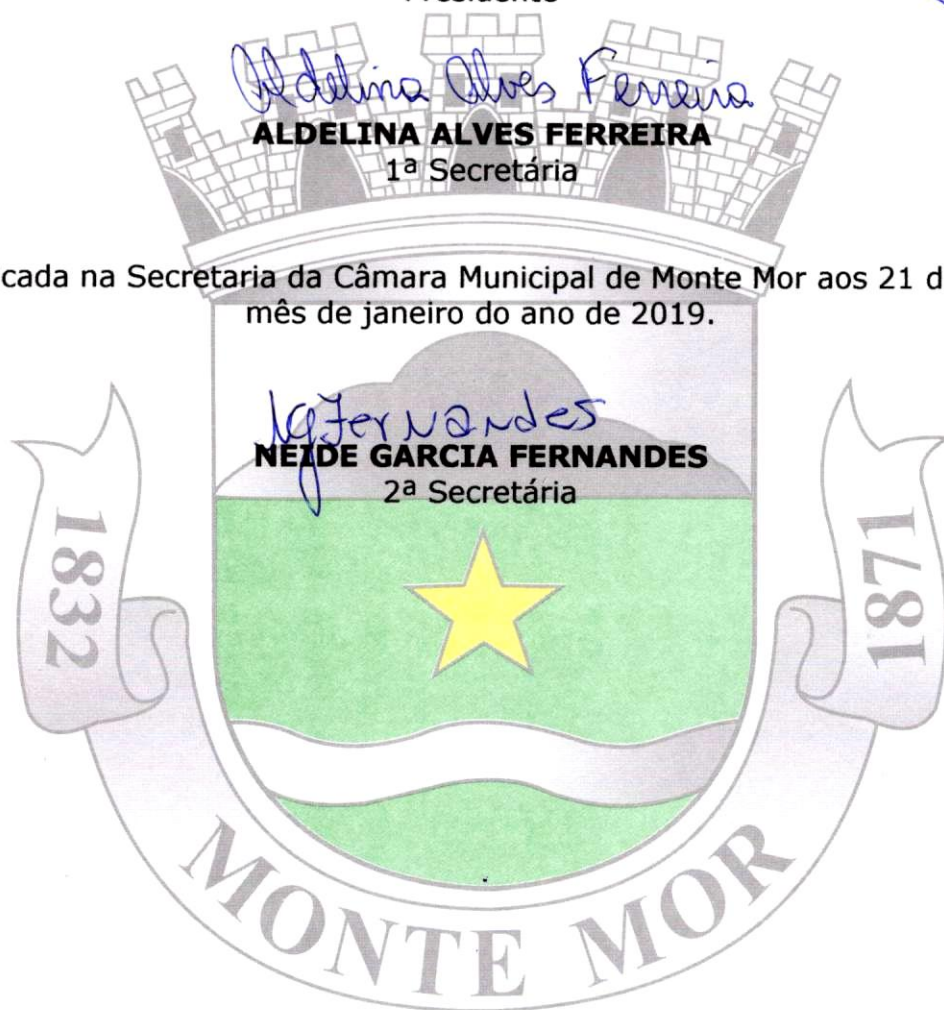 Presidente
Aldelina Alves Ferreira
ALDELINA ALVES FERREIRA
1ª Secretária
cada na Secretaria da Câmara Municipal de Monte Mor aos 21 d
mês de janeiro do ano de 2019.
NgFernandes
NEIDE GARCIA FERNANDES
2ª Secretária
1832
1871
MONTE MOR